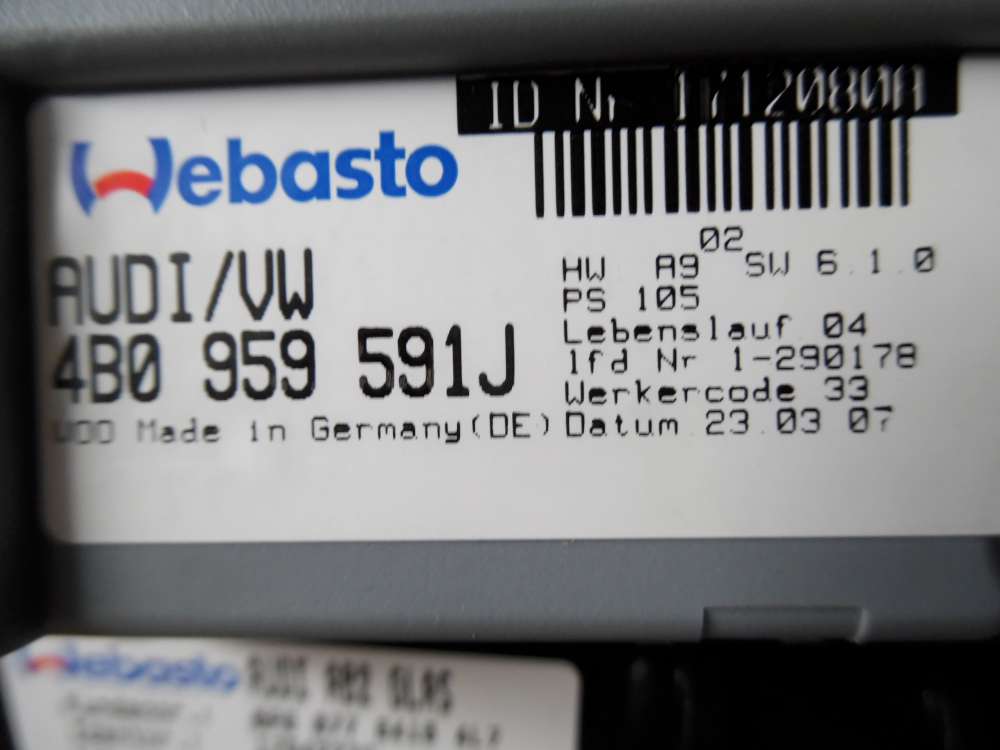 ID Nr 1712080A
Webasto
AUDI/VW
4B0 959 591J
Made in Germany(DE)
02
HW A9 SW 6.1.0
PS 105
Lebenslauf 04
lfd Nr 1-290178
Werkercode 33
Datum 23.03 07
Webasto